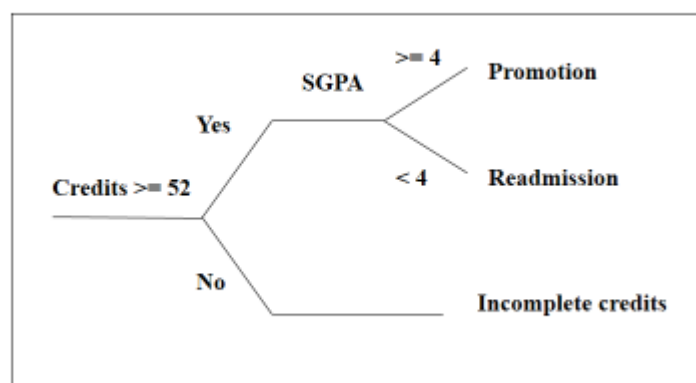 >= 4
Promotion
SGPA
Yes
< 4
Readmission
Credits >= 52
No
Incomplete credits